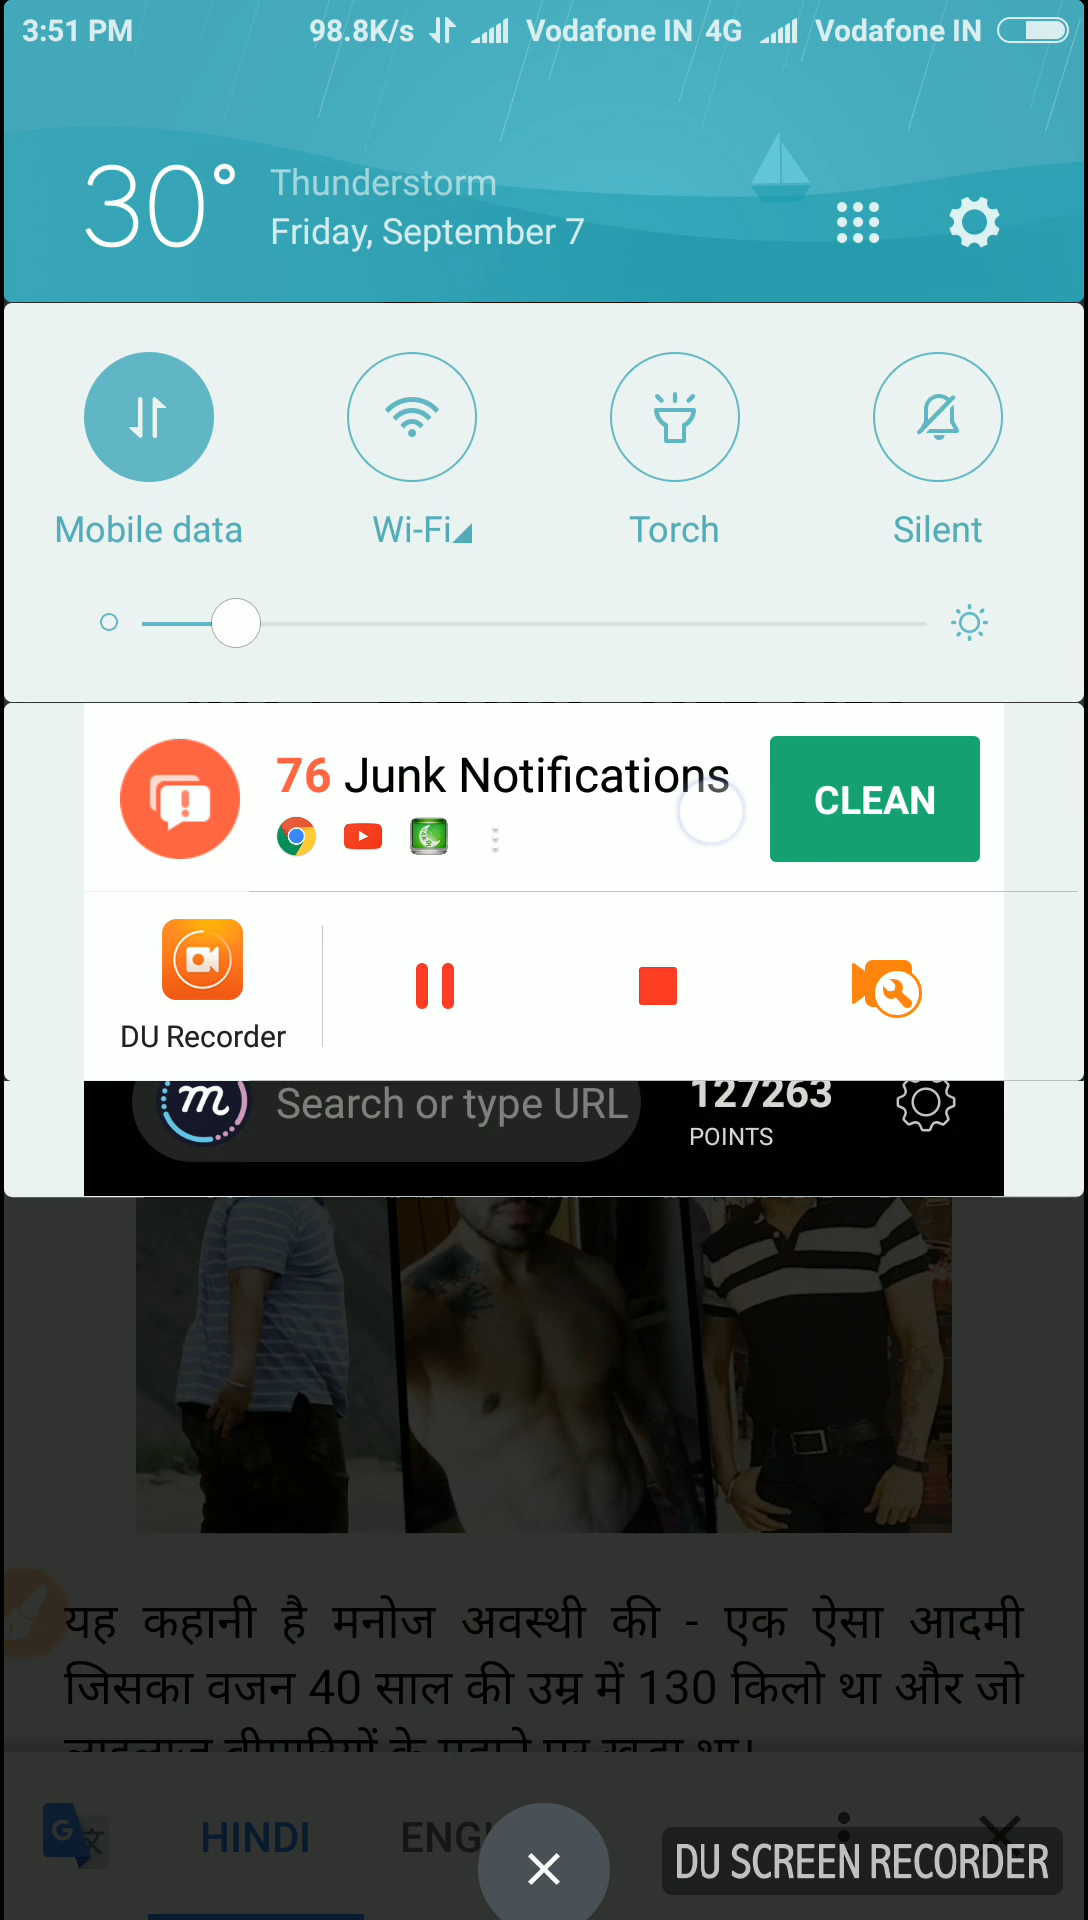 3:51 PM 98.8K/s Vodafone IN 4G Vodafone IN
30° Thunderstorm
Friday, September 7
Mobile data Wi-Fi Torch Silent
76 Junk Notifications
CLEAN
DU Recorder
m Search or type URL 127263
POINTS
यह कहानी है मनोज अवस्थी की - एक ऐसा आदमी
जिसका वजन 40 साल की उम्र में 130 किलो था और जो
HINDI
DU SCREEN RECORDER